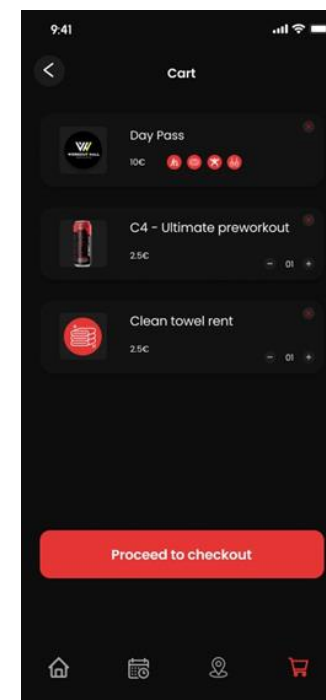 9:41
Cart
Day Pass
10€
C4 - Ultimate preworkout
2.5€
- 01 +
Clean towel rent
2.5€
- 01 +
Proceed to checkout